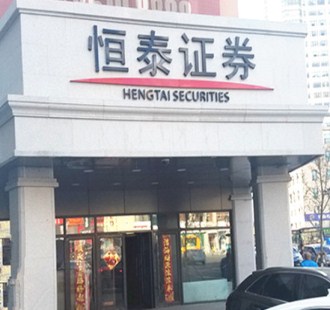 恒泰证券
HENGTAI SECURITIES